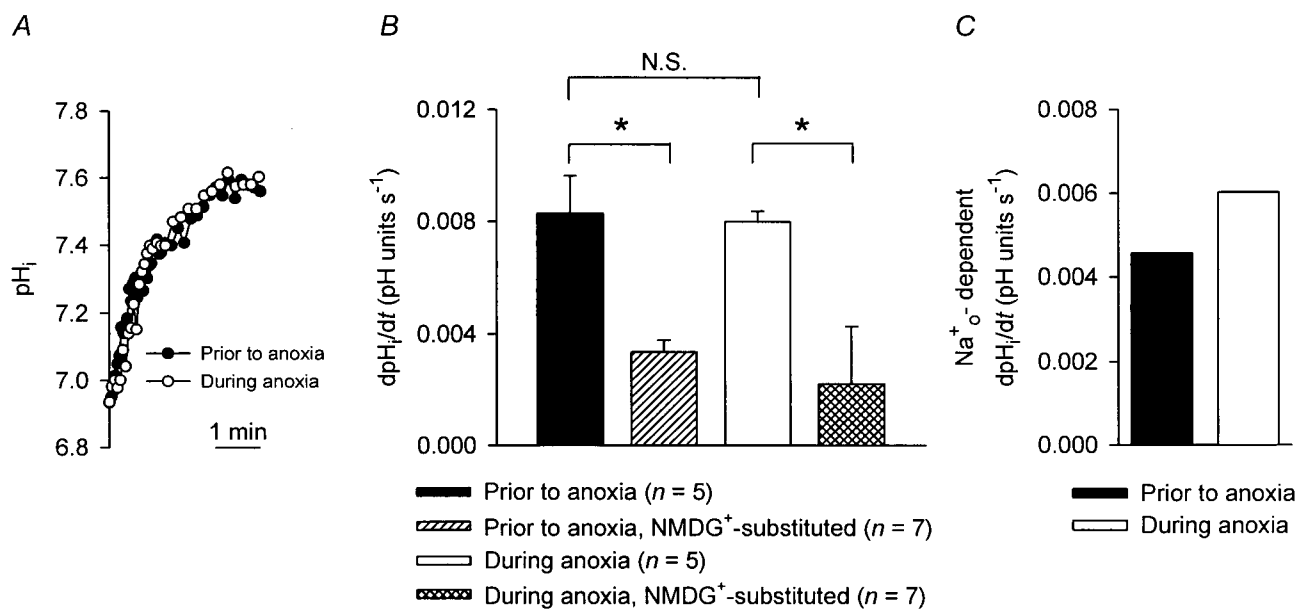 A
7.8
7.6
7.4
7.2
7.0
6.8
pHi
Prior to anoxia
During anoxia
1 min
B
N.S.
*
*
0.012
0.008
0.004
0.000
dpHi/dt (pH units s⁻¹)
Prior to anoxia (n = 5)
Prior to anoxia, NMDG⁺-substituted (n = 7)
During anoxia (n = 5)
During anoxia, NMDG⁺-substituted (n = 7)
C
0.008
0.006
0.004
0.002
0.000
Na⁺o- dependent
dpHi/dt (pH units s⁻¹)
Prior to anoxia
During anoxia